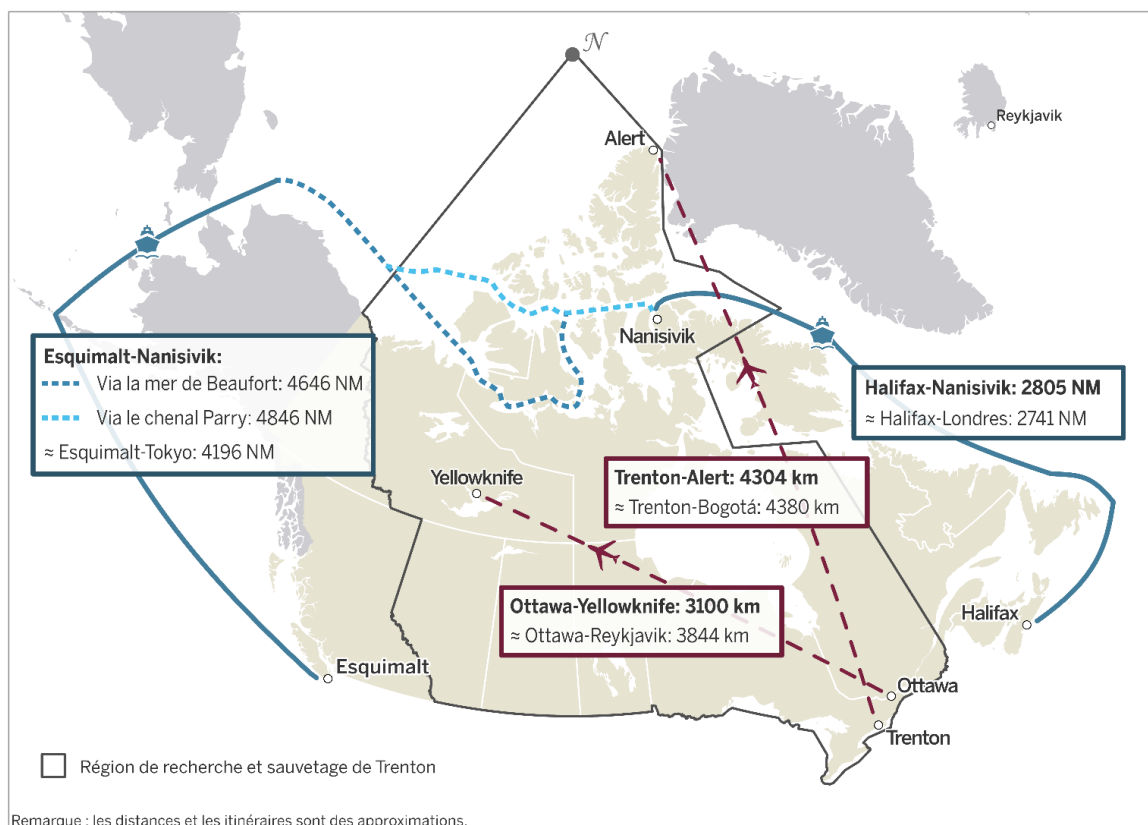 N
Reykjavik
Alert
Nanisivik
Esquimalt-Nanisivik:
Via la mer de Beaufort: 4646 NM
Via le chenal Parry: 4846 NM
≈ Esquimalt-Tokyo: 4196 NM
Halifax-Nanisivik: 2805 NM
≈ Halifax-Londres: 2741 NM
Yellowknife
Trenton-Alert: 4304 km
≈ Trenton-Bogotá: 4380 km
Ottawa-Yellowknife: 3100 km
≈ Ottawa-Reykjavik: 3844 km
Halifax
Esquimalt
Ottawa
Trenton
Région de recherche et sauvetage de Trenton
Remarque : les distances et les itinéraires sont des approximations.